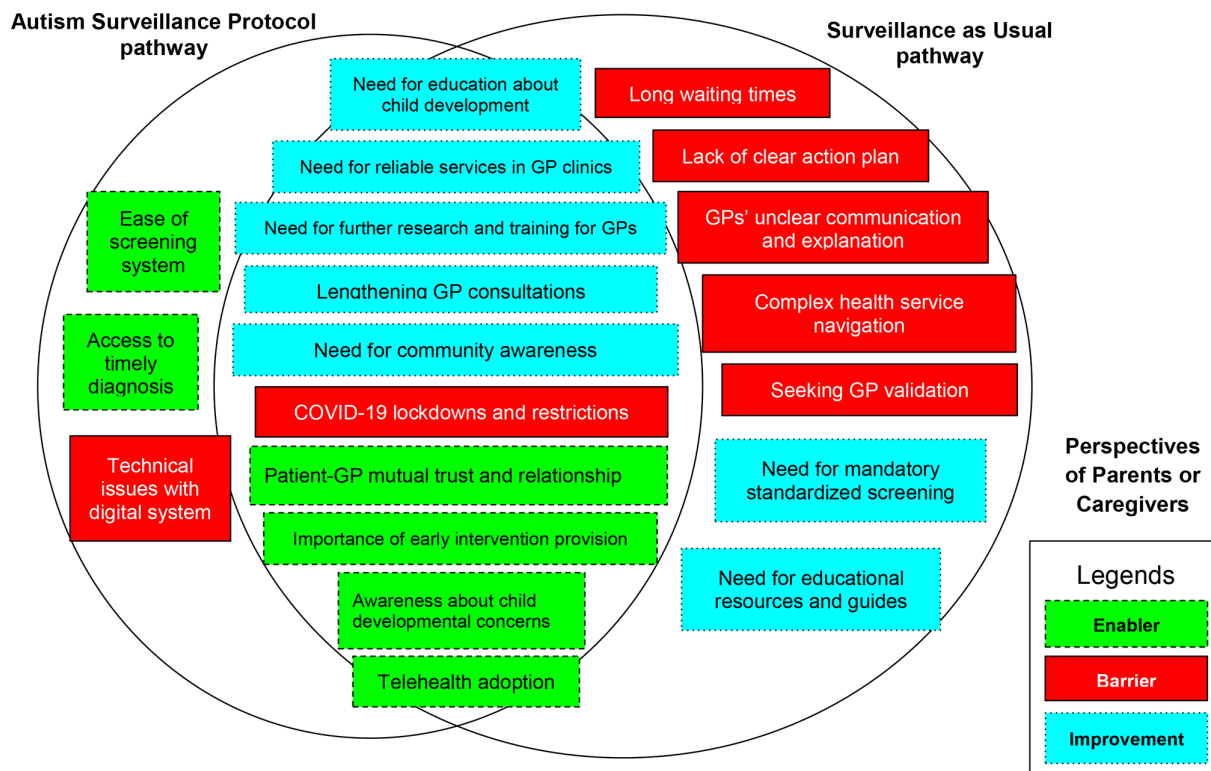 Autism Surveillance Protocol
pathway
Surveillance as Usual
pathway
Need for education about
child development
Need for reliable services in GP clinics
Need for further research and training for GPs
Lengthening GP consultations
Need for community awareness
COVID-19 lockdowns and restrictions
Patient-GP mutual trust and relationship
Importance of early intervention provision
Awareness about child
developmental concerns
Telehealth adoption
Ease of
screening
system
Access to
timely
diagnosis
Technical
issues with
digital system
Long waiting times
Lack of clear action plan
GPs’ unclear communication
and explanation
Complex health service
navigation
Seeking GP validation
Need for mandatory
standardized screening
Need for educational
resources and guides
Perspectives
of Parents or
Caregivers
Legends
Enabler
Barrier
Improvement